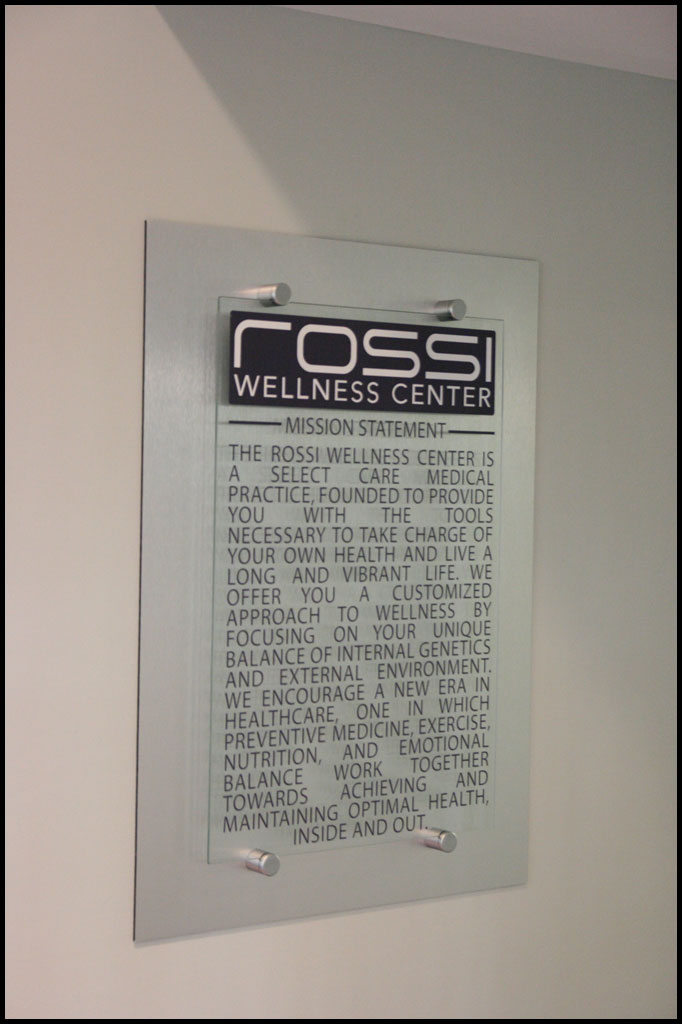 rossi
WELLNESS CENTER
MISSION STATEMENT
THE ROSSI WELLNESS CENTER IS
A SELECT CARE MEDICAL
PRACTICE, FOUNDED TO PROVIDE
YOU WITH THE TOOLS
NECESSARY TO TAKE CHARGE OF
YOUR OWN HEALTH AND LIVE A
LONG AND VIBRANT LIFE. WE
OFFER YOU A CUSTOMIZED
APPROACH TO WELLNESS BY
FOCUSING ON YOUR UNIQUE
BALANCE OF INTERNAL GENETICS
AND EXTERNAL ENVIRONMENT.
WE ENCOURAGE A NEW ERA IN
HEALTHCARE, ONE IN WHICH
PREVENTIVE MEDICINE, EXERCISE,
NUTRITION, AND EMOTIONAL
BALANCE WORK TOGETHER
TOWARDS ACHIEVING AND
MAINTAINING OPTIMAL HEALTH,
INSIDE AND OUT.